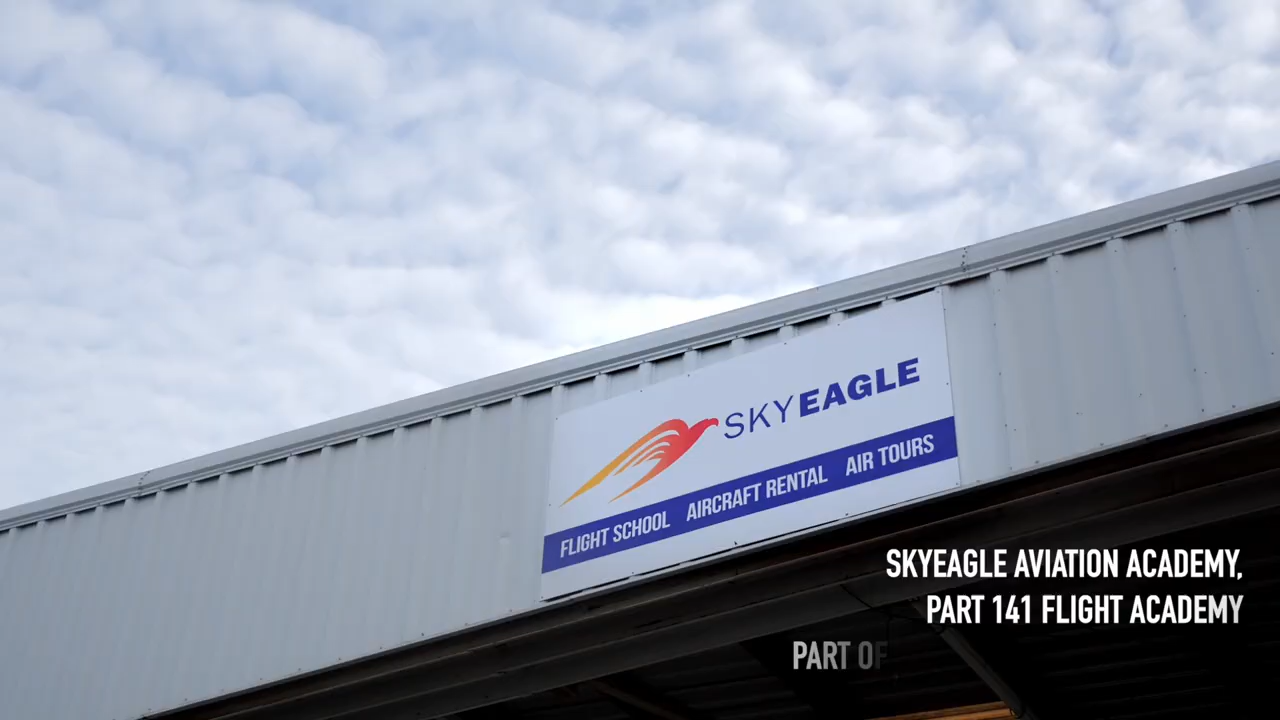 SKYEAGLE
FLIGHT SCHOOL AIRCRAFT RENTAL AIR TOURS
SKYEAGLE AVIATION ACADEMY,
PART 141 FLIGHT ACADEMY
PART OF